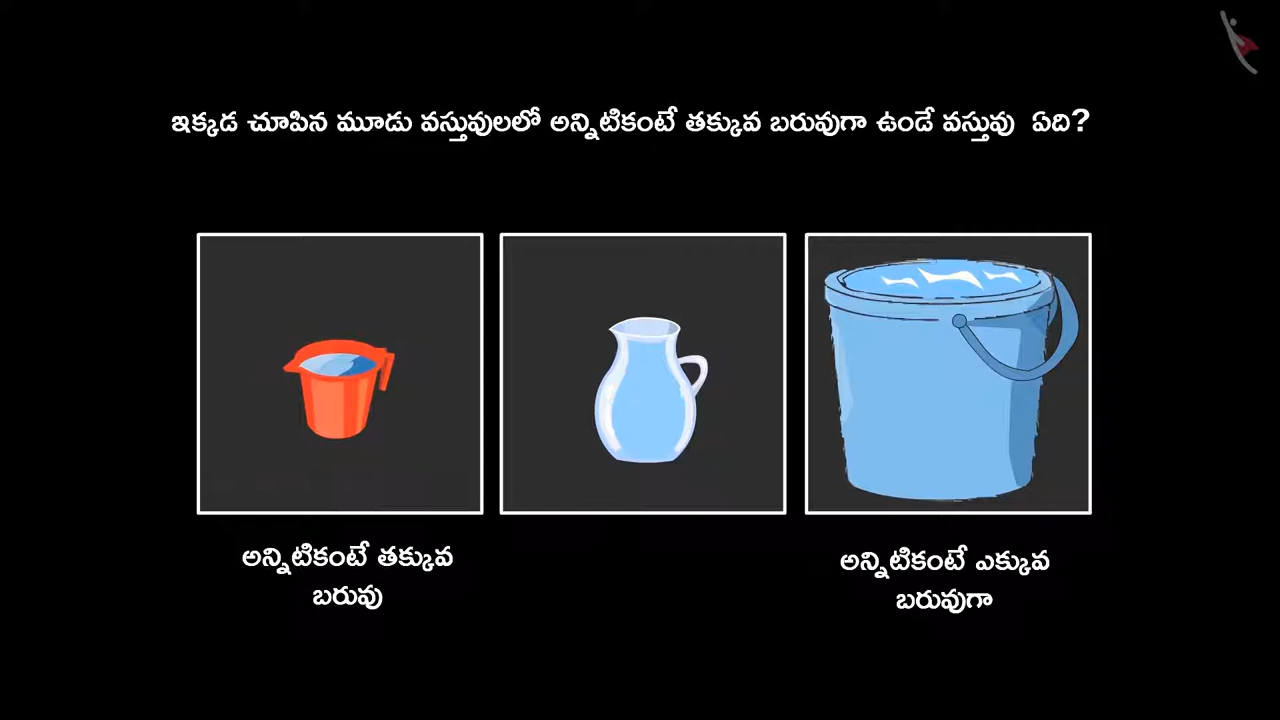 ఇక్కడ చూపిన మూడు వస్తువులలో అన్నిటికంటే తక్కువ బరువుగా ఉండే వస్తువు ఏది?
అన్నిటికంటే తక్కువ
బరువు
అన్నిటికంటే ఎక్కువ
బరువుగా